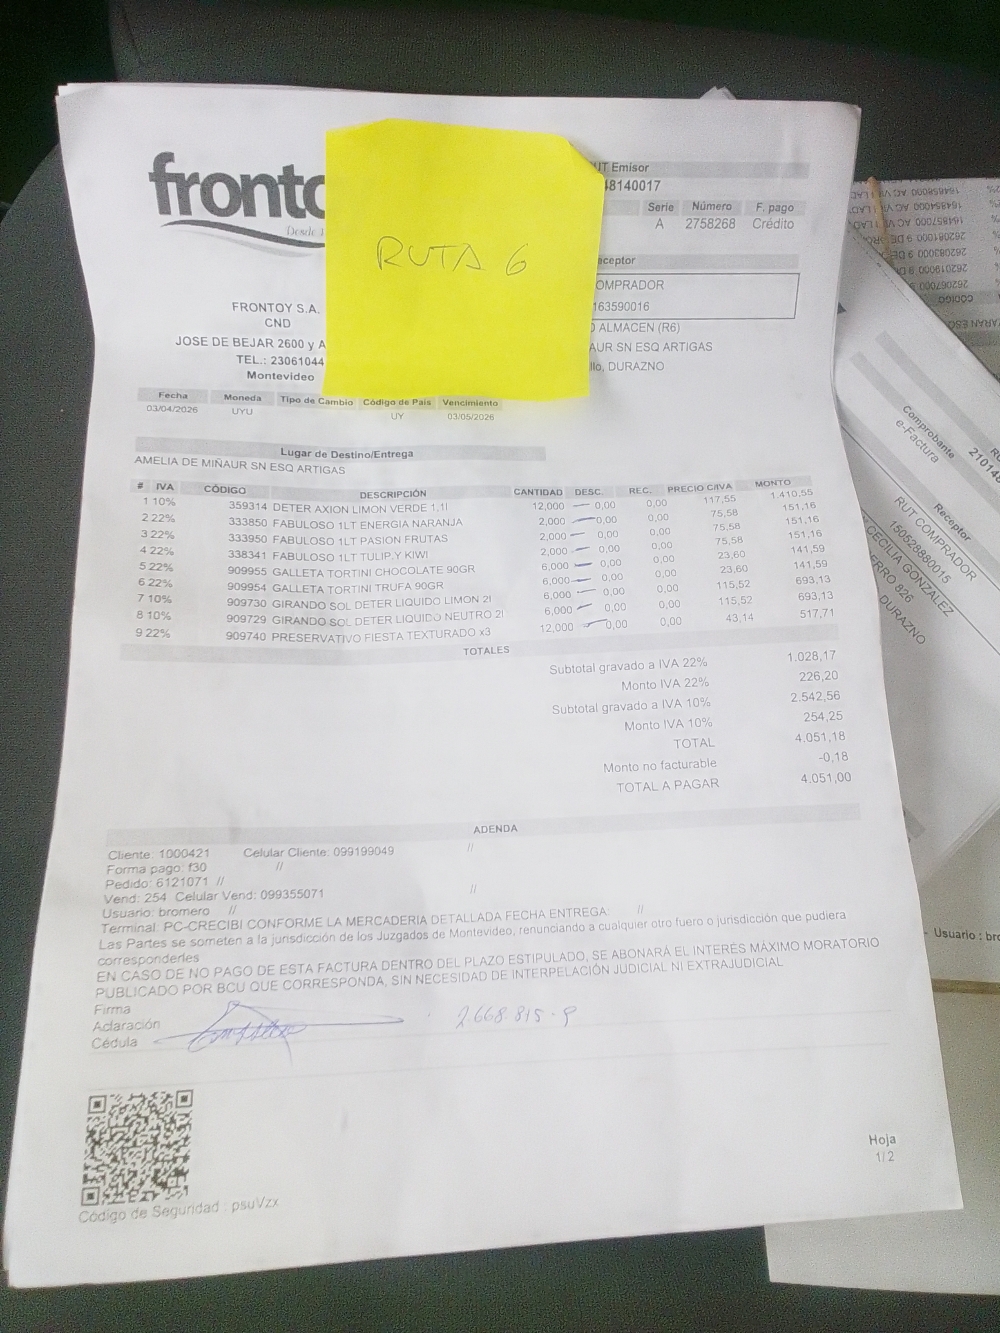 frontoy
Desde 1
RUTA 6
UT Emisor
48140017
Serie Número F. pago
A 2758268 Crédito
eceptor
OMPRADOR
163590016
O ALMACEN (R6)
AUR SN ESQ ARTIGAS
llo, DURAZNO
FRONTOY S.A.
CND
JOSE DE BEJAR 2600 y A
TEL.: 23061044
Montevideo
Fecha Moneda Tipo de Cambio Código de País Vencimiento
03/04/2026 UYU UY 03/05/2026
Lugar de Destino/Entrega
AMELIA DE MIÑAUR SN ESQ ARTIGAS
# IVA CÓDIGO DESCRIPCIÓN CANTIDAD DESC. REC. PRECIO C/IVA MONTO
1 10% 359314 DETER AXION LIMON VERDE 1,1l 12,000 0,00 0,00 117,55 1.410,55
2 22% 333850 FABULOSO 1LT ENERGIA NARANJA 2,000 0,00 0,00 75,58 151,16
3 22% 333950 FABULOSO 1LT PASION FRUTAS 2,000 0,00 0,00 75,58 151,16
4 22% 338341 FABULOSO 1LT TULIP.Y KIWI 2,000 0,00 0,00 75,58 151,16
5 22% 909955 GALLETA TORTINI CHOCOLATE 90GR 6,000 0,00 0,00 23,60 141,59
6 22% 909954 GALLETA TORTINI TRUFA 90GR 6,000 0,00 0,00 23,60 141,59
7 10% 909730 GIRANDO SOL DETER LIQUIDO LIMON 2l 6,000 0,00 0,00 115,52 693,13
8 10% 909729 GIRANDO SOL DETER LIQUIDO NEUTRO 2l 6,000 0,00 0,00 115,52 693,13
9 22% 909740 PRESERVATIVO FIESTA TEXTURADO x3 12,000 0,00 0,00 43,14 517,71
TOTALES
Subtotal gravado a IVA 22% 1.028,17
Monto IVA 22% 226,20
Subtotal gravado a IVA 10% 2.542,56
Monto IVA 10% 254,25
TOTAL 4.051,18
Monto no facturable -0,18
TOTAL A PAGAR 4.051,00
ADENDA
Cliente: 1000421 Celular Cliente: 099199049 //
Forma pago: f30 //
Pedido: 6121071 //
Vend: 254 Celular Vend: 099355071 //
Usuario: bromero //
Terminal: PC-CRECIBI CONFORME LA MERCADERIA DETALLADA FECHA ENTREGA: //
Las Partes se someten a la jurisdicción de los Juzgados de Montevideo, renunciando a cualquier otro fuero o jurisdicción que pudiera
corresponderles
EN CASO DE NO PAGO DE ESTA FACTURA DENTRO DEL PLAZO ESTIPULADO, SE ABONARÁ EL INTERÉS MÁXIMO MORATORIO
PUBLICADO POR BCU QUE CORRESPONDA, SIN NECESIDAD DE INTERPELACIÓN JUDICIAL NI EXTRAJUDICIAL
Firma
Aclaración
Cédula
2.668.815-9
Hoja
1/2
Código de Seguridad : psuVzx
Comprobante
e-Factura
210148
Receptor
RUT COMPRADOR
150528880015
CECILIA GONZALEZ
FERRO 826
DURAZNO
CÓDIGO
Usuario : bro